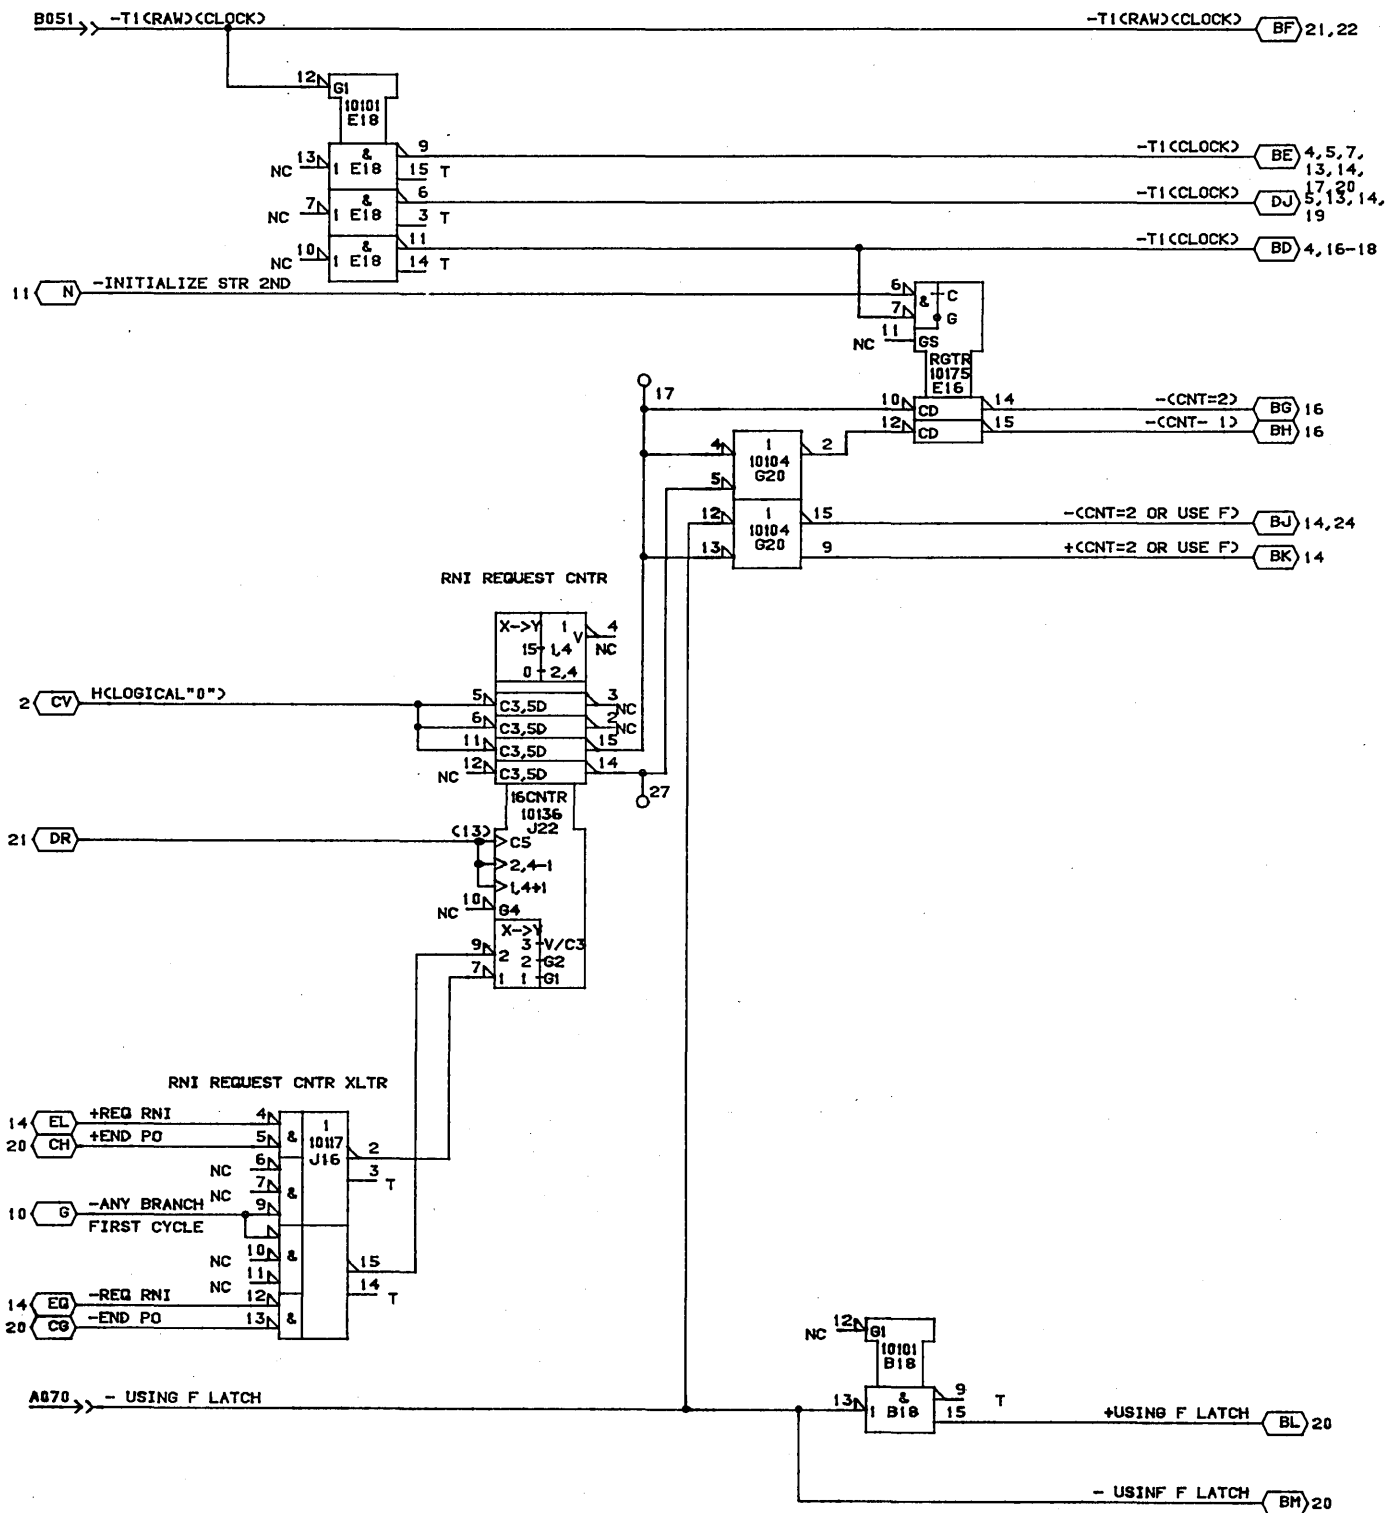 B051 -T1(RAW)(CLOCK) -T1(RAW)(CLOCK) BF 21,22
12 G1
10101
E18
&
NC 13 1 E18 9 -T1(CLOCK) BE 4,5,7,
15 T 13,14,
17,20
&
NC 7 1 E18 6 -T1(CLOCK) DJ 5,13,14,
3 T 19
&
NC 10 1 E18 11 -T1(CLOCK) BD 4,16-18
14 T
11 N -INITIALIZE STR 2ND 6 & C
7 G
NC 11 GS
RGTR
10175
E16
17
10 CD 14 -(CNT=2) BG 16
12 CD 15 -(CNT- 1) BH 16
4 1 2
10104
5 G20
12 1 15 -(CNT=2 OR USE F) BJ 14,24
10104
13 G20 9 +(CNT=2 OR USE F) BK 14
RNI REQUEST CNTR
X->Y 1 4
V NC
15 1,4
0 2,4
2 CV H(LOGICAL"0") 5 C3,5D 3 NC
6 C3,5D 2 NC
11 C3,5D 15
NC 12 C3,5D 14
27
16CNTR
10136
J22
21 DR (13) C5
2,4-1
1,4+1
NC 10 G4
X->Y
3 V/C3
9 2 2 G2
7 1 1 G1
RNI REQUEST CNTR XLTR
14 EL +REQ RNI 4 1
20 CH +END PO 5 & 10117 2
NC 6 J16 3 T
NC 7 &
10 G -ANY BRANCH 9
FIRST CYCLE
NC 10 & 15
NC 11 14 T
14 EQ -REQ RNI 12
20 CG -END PO 13 &
NC 12 G1
10101
B18
A070 - USING F LATCH 13 & 9 T
1 B18 15 +USING F LATCH BL 20
- USINF F LATCH BM 20